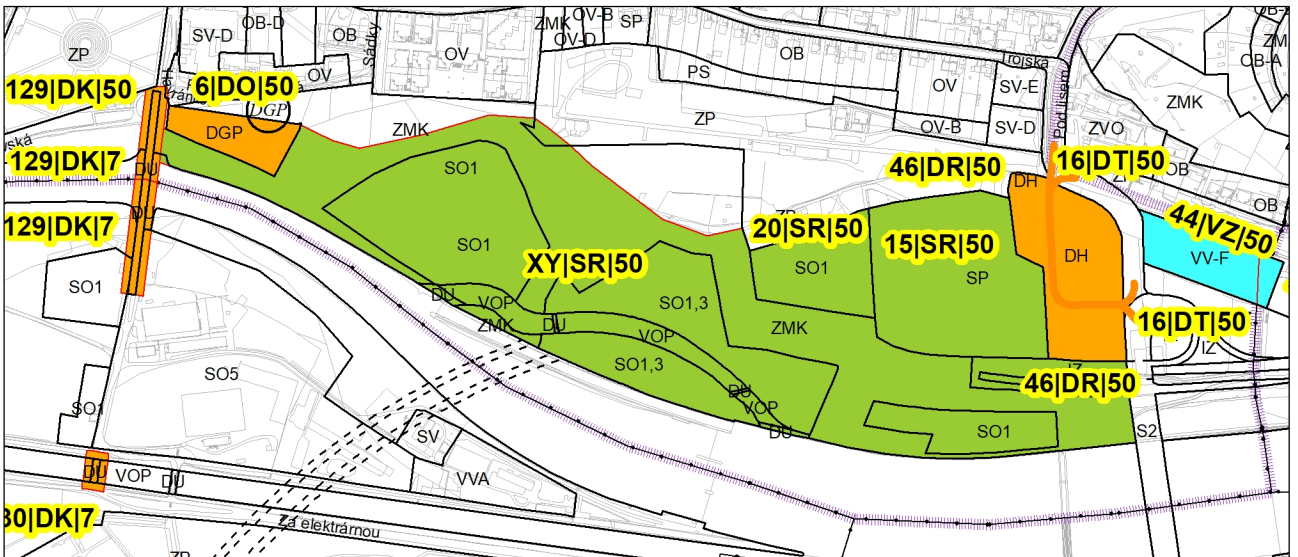 OB-D
OB
ZMK
OV-B
SP
OB-
SV-D
OV-D
ZM
ZP
Sádky
OV
OB
Trojská
OB-A
OV
PS
OV
SV-E
ZMK
129|DK|50
6|DO|50
DGP
DGP
ZMK
ZP
OV-B
SV-D
Pod lisem
ZVO
129|DK|7
DU
SO1
46|DR|50
16|DT|50
OB
DH
OB
DU
129|DK|7
20|SR|50
15|SR|50
44|VZ|50
SO1
XY|SR|50
SO1
SP
DH
VV-F
SO1
DU
VOP
SO1,3
ZMK
16|DT|50
ZMK
DU
VOP
IZ
SO5
SO1,3
46|DR|50
DU
SO1
VOP
SV
DU
SO1
S2
DU
VOP
DU
VVA
30|DK|7
Za elektrárnou